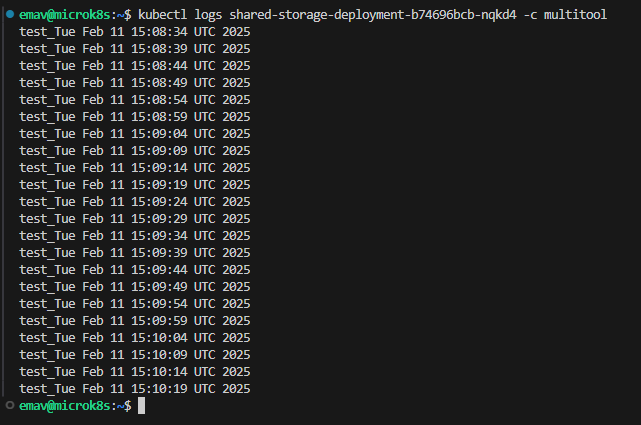 emav@microk8s:~$ kubectl logs shared-storage-deployment-b74696bcb-nqkd4 -c multitool
test_Tue Feb 11 15:08:34 UTC 2025
test_Tue Feb 11 15:08:39 UTC 2025
test_Tue Feb 11 15:08:44 UTC 2025
test_Tue Feb 11 15:08:49 UTC 2025
test_Tue Feb 11 15:08:54 UTC 2025
test_Tue Feb 11 15:08:59 UTC 2025
test_Tue Feb 11 15:09:04 UTC 2025
test_Tue Feb 11 15:09:09 UTC 2025
test_Tue Feb 11 15:09:14 UTC 2025
test_Tue Feb 11 15:09:19 UTC 2025
test_Tue Feb 11 15:09:24 UTC 2025
test_Tue Feb 11 15:09:29 UTC 2025
test_Tue Feb 11 15:09:34 UTC 2025
test_Tue Feb 11 15:09:39 UTC 2025
test_Tue Feb 11 15:09:44 UTC 2025
test_Tue Feb 11 15:09:49 UTC 2025
test_Tue Feb 11 15:09:54 UTC 2025
test_Tue Feb 11 15:09:59 UTC 2025
test_Tue Feb 11 15:10:04 UTC 2025
test_Tue Feb 11 15:10:09 UTC 2025
test_Tue Feb 11 15:10:14 UTC 2025
test_Tue Feb 11 15:10:19 UTC 2025
emav@microk8s:~$